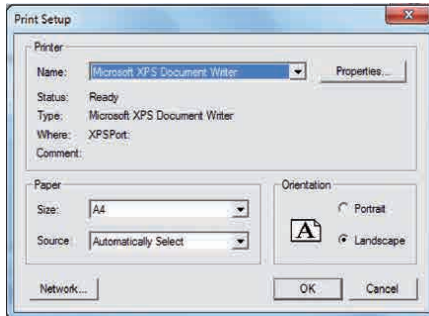 Print Setup
Printer
Name: Microsoft XPS Document Writer Properties...
Status: Ready
Type: Microsoft XPS Document Writer
Where: XPSPort:
Comment:
Paper
Size: A4
Source: Automatically Select
Orientation
A
Portrait
Landscape
Network... OK Cancel